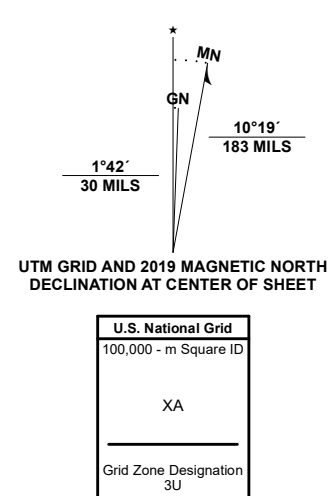 ★
MN
GN
10°19´
183 MILS
1°42´
30 MILS
UTM GRID AND 2019 MAGNETIC NORTH
DECLINATION AT CENTER OF SHEET
U.S. National Grid
100,000 - m Square ID
XA
Grid Zone Designation
3U